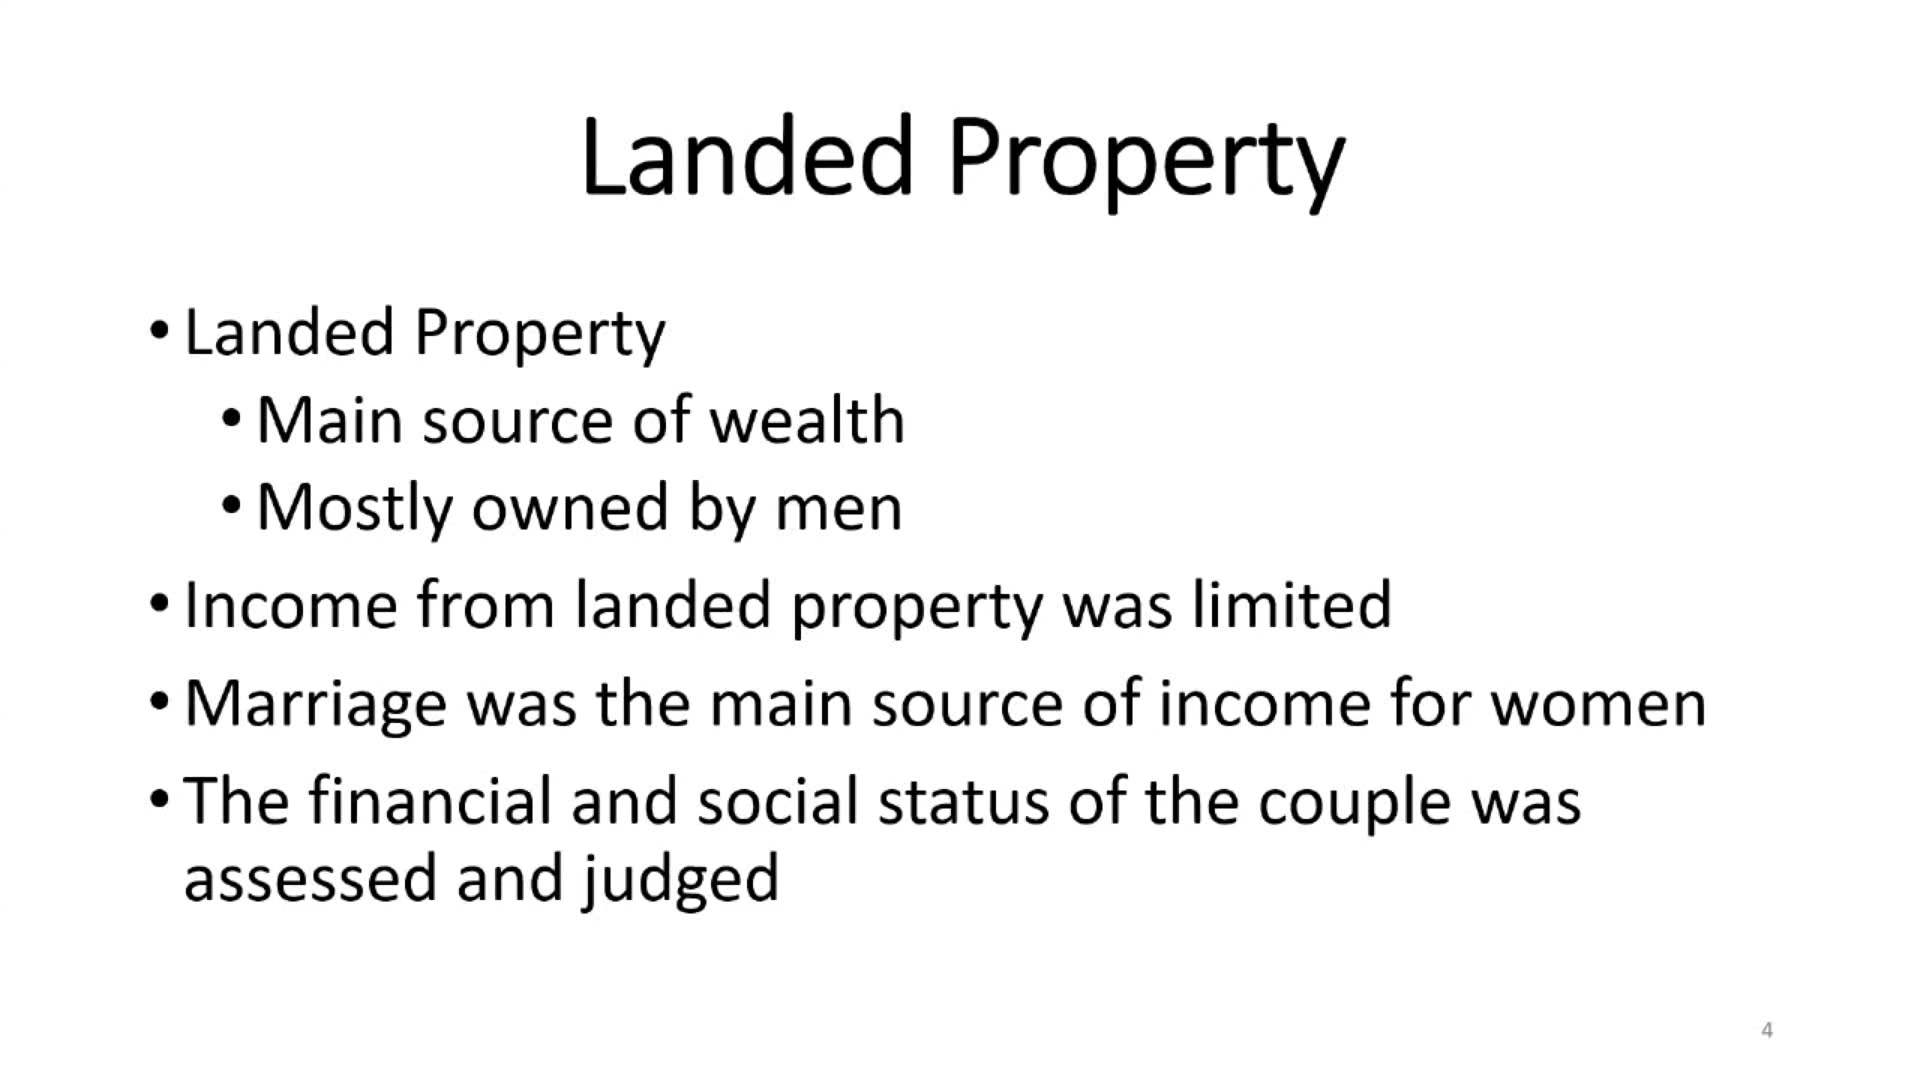 Landed Property
• Landed Property
• Main source of wealth
• Mostly owned by men
• Income from landed property was limited
• Marriage was the main source of income for women
• The financial and social status of the couple was
assessed and judged
4